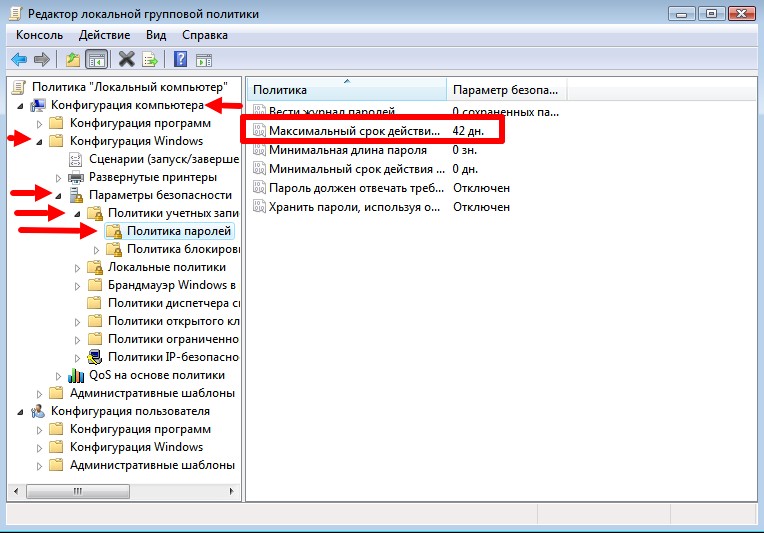 Редактор локальной групповой политики
Консоль Действие Вид Справка
Политика "Локальный компьютер"
Конфигурация компьютера
Конфигурация программ
Конфигурация Windows
Сценарии (запуск/заверше
Развернутые принтеры
Параметры безопасности
Политики учетных запи
Политика паролей
Политика блокиров
Локальные политики
Брандмауэр Windows в
Политики диспетчера сп
Политики открытого кл
Политики ограниченно
Политики IP-безопасно
QoS на основе политики
Административные шаблоны
Конфигурация пользователя
Конфигурация программ
Конфигурация Windows
Административные шаблоны
Политика Параметр безопа...
Вести журнал паролей 0 сохраненных па...
Максимальный срок действи... 42 дн.
Минимальная длина пароля 0 зн.
Минимальный срок действия ... 0 дн.
Пароль должен отвечать треб... Отключен
Хранить пароли, используя о... Отключен